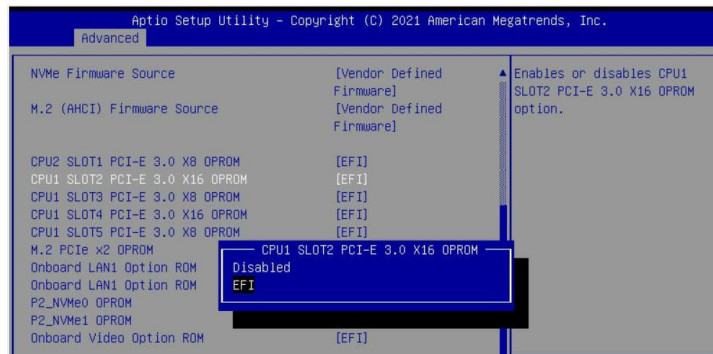 Aptio Setup Utility – Copyright (C) 2021 American Megatrends, Inc.
Advanced
NVMe Firmware Source [Vendor Defined Firmware]
M.2 (AHCI) Firmware Source [Vendor Defined Firmware]
CPU2 SLOT1 PCI-E 3.0 X8 OPROM [EFI]
CPU1 SLOT2 PCI-E 3.0 X16 OPROM [EFI]
CPU1 SLOT3 PCI-E 3.0 X8 OPROM [EFI]
CPU1 SLOT4 PCI-E 3.0 X16 OPROM [EFI]
CPU1 SLOT5 PCI-E 3.0 X8 OPROM [EFI]
M.2 PCIe x2 OPROM
Onboard LAN1 Option ROM
Onboard LAN1 Option ROM
P2_NVMe0 OPROM
P2_NVMe1 OPROM
Onboard Video Option ROM [EFI]
CPU1 SLOT2 PCI-E 3.0 X16 OPROM
Disabled
EFI
Enables or disables CPU1
SLOT2 PCI-E 3.0 X16 OPROM
option.